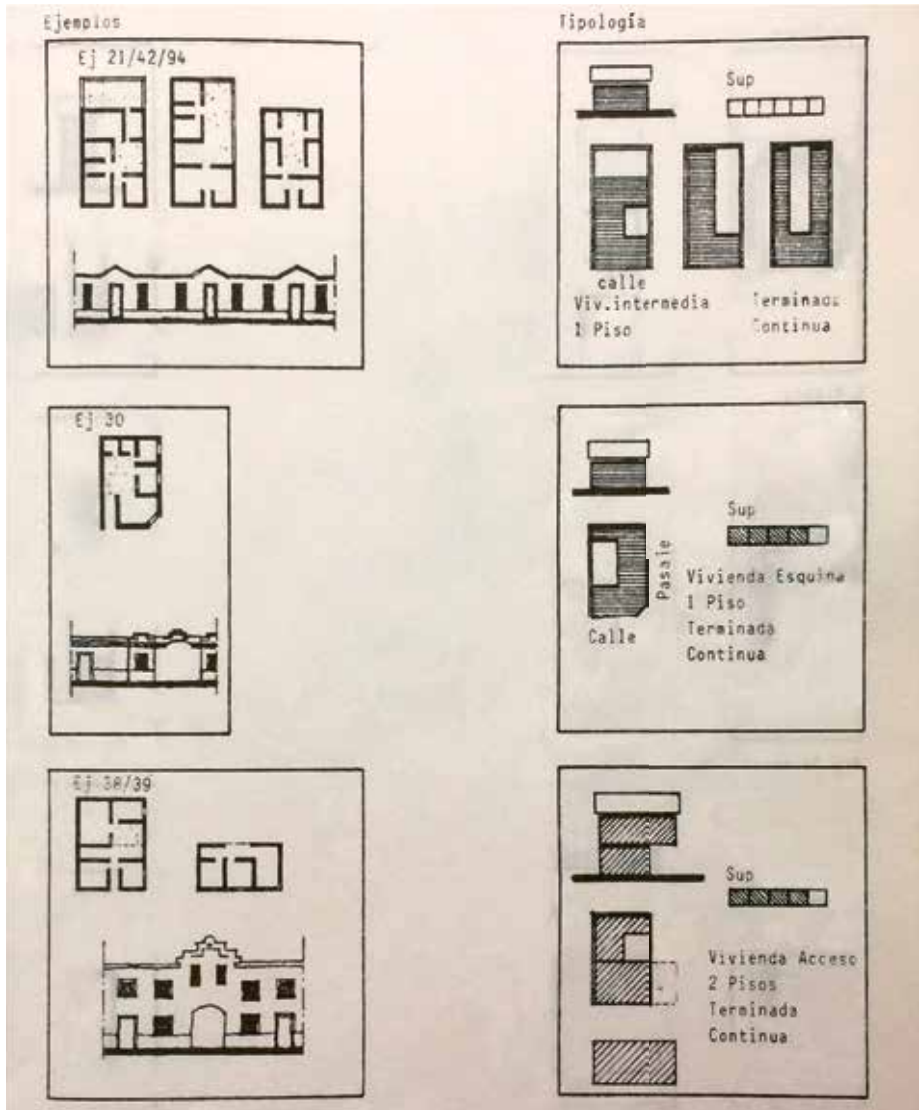 Ejemplos
Tipología
Ej 21/42/94
Sup
calle
Viv.intermedia
1 Piso
Terminada
Continua
Ej 30
Sup
Pasaje
Calle
Vivienda Esquina
1 Piso
Terminada
Continua
Ej 38/39
Sup
Vivienda Acceso
2 Pisos
Terminada
Continua